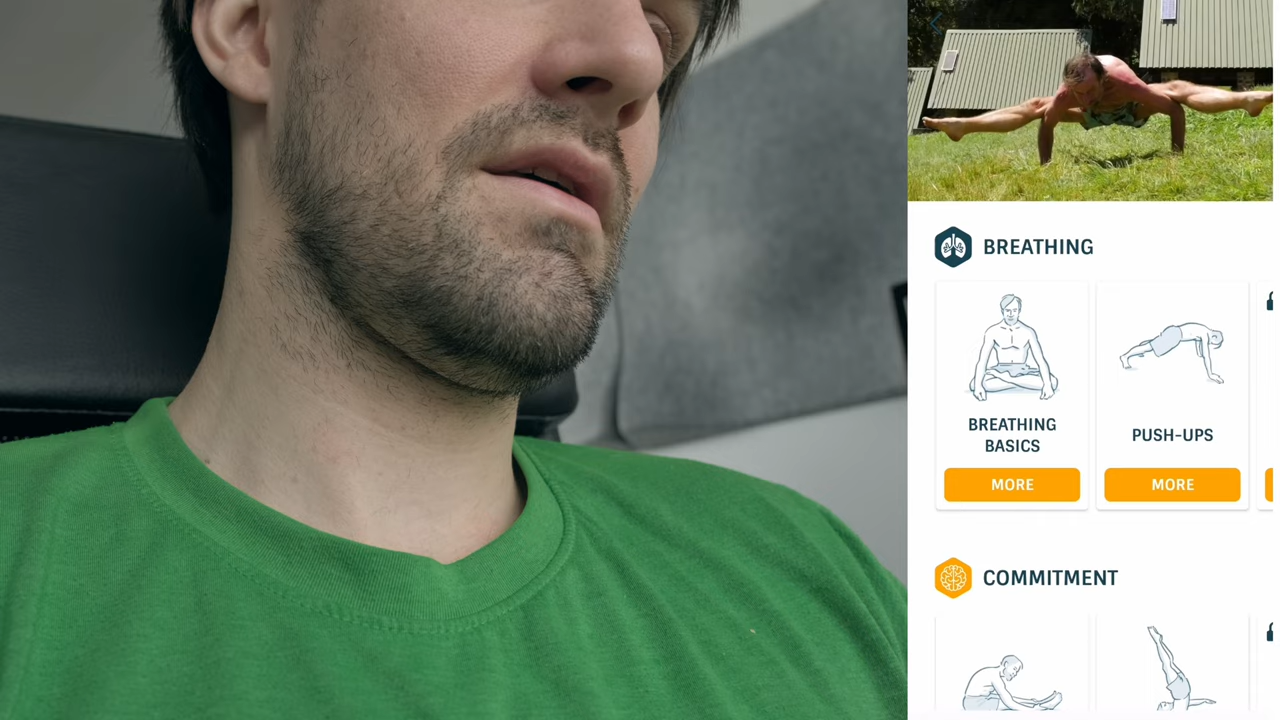 BREATHING
BREATHING
BASICS
PUSH-UPS
MORE
MORE
COMMITMENT